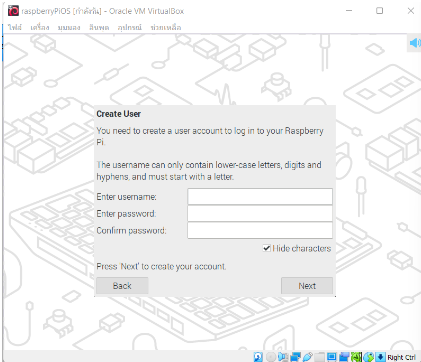 raspberryPiOS [กำลังรัน] - Oracle VM VirtualBox
ไฟล์ เครื่อง มุมมอง อินพุต อุปกรณ์ ช่วยเหลือ
Create User
You need to create a user account to log in to your Raspberry
Pi.
The username can only contain lower-case letters, digits and
hyphens, and must start with a letter.
Enter username:
Enter password:
Confirm password:
Hide characters
Press 'Next' to create your account.
Back Next
Right Ctrl